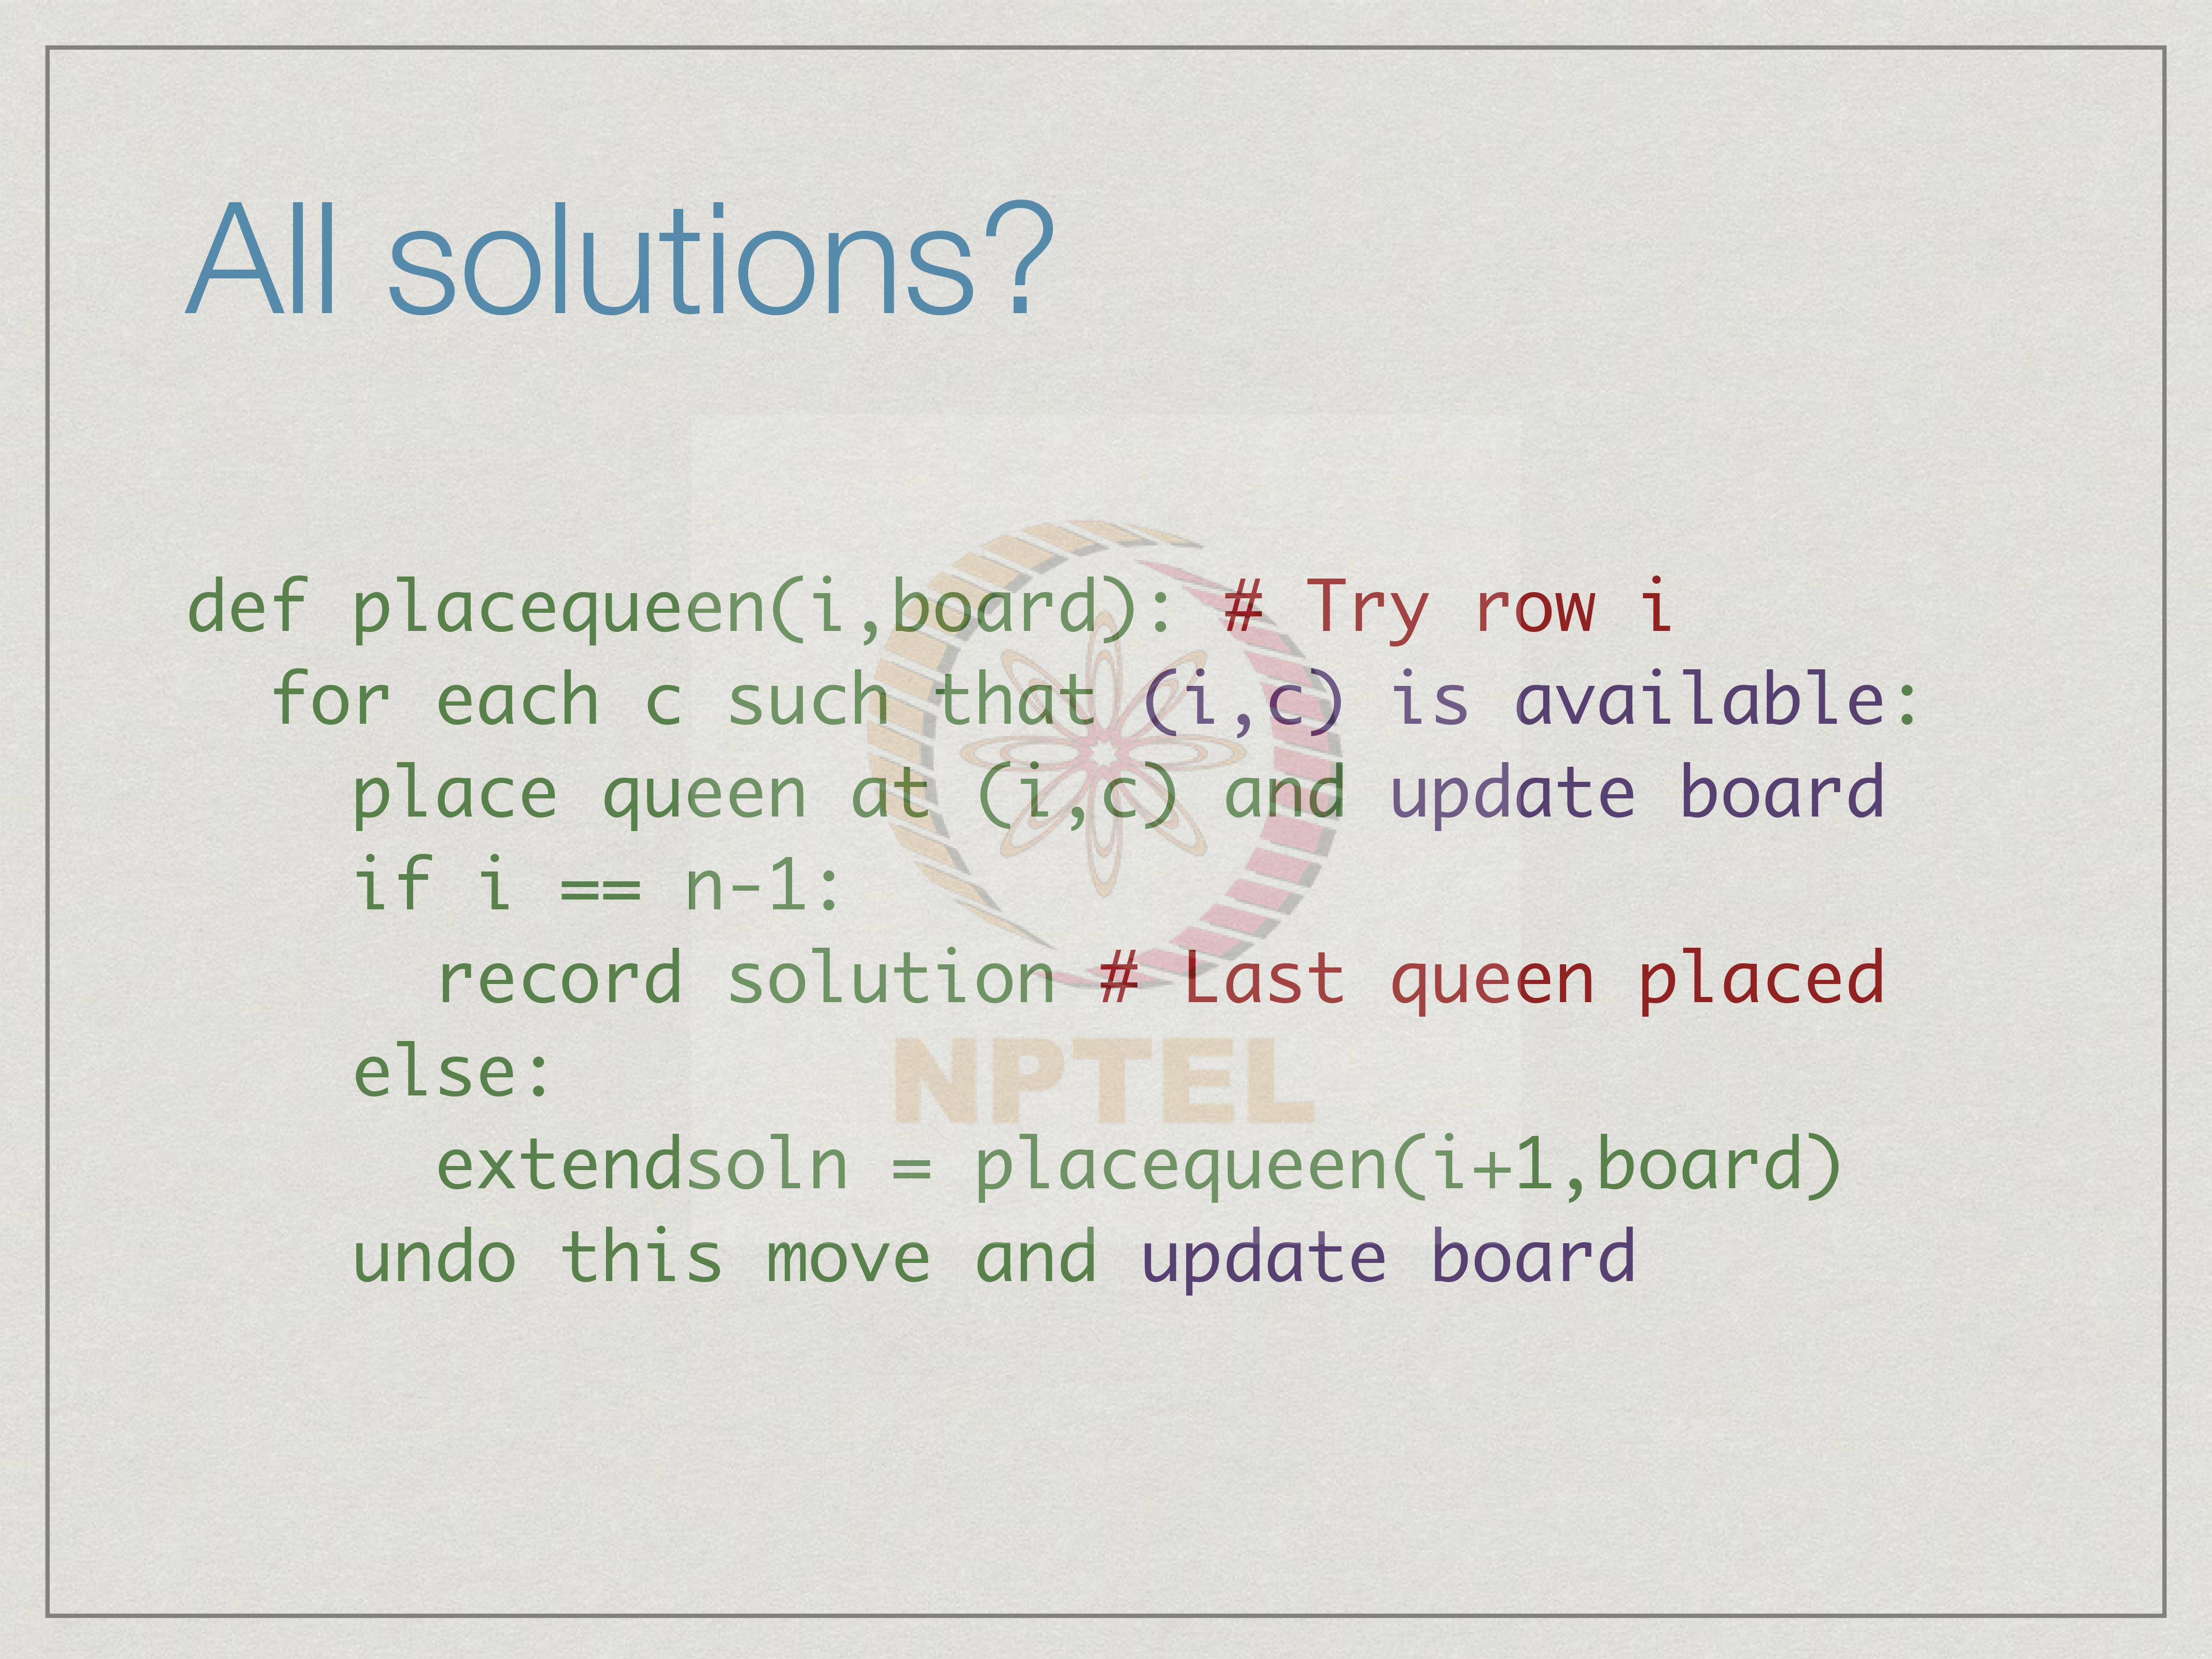 All solutions?
def placequeen(i,board): # Try row i
  for each c such that (i,c) is available:
    place queen at (i,c) and update board
    if i == n-1:
      record solution # Last queen placed
    else:
      extendsoln = placequeen(i+1,board)
    undo this move and update board
NPTEL